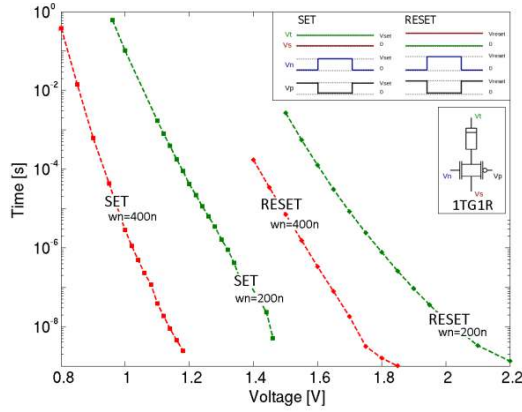 SET RESET
Vt Vset Vreset
Vs 0 0
Vn Vset Vreset
0 0
Vp Vset Vreset
0 0
Vt
Vn Vp
Vs
1TG1R
10^0
10^-2
10^-4
10^-6
10^-8
Time [s]
SET
wn=400n
SET
wn=200n
RESET
wn=400n
RESET
wn=200n
0.8 1 1.2 1.4 1.6 1.8 2.0 2.2
Voltage [V]